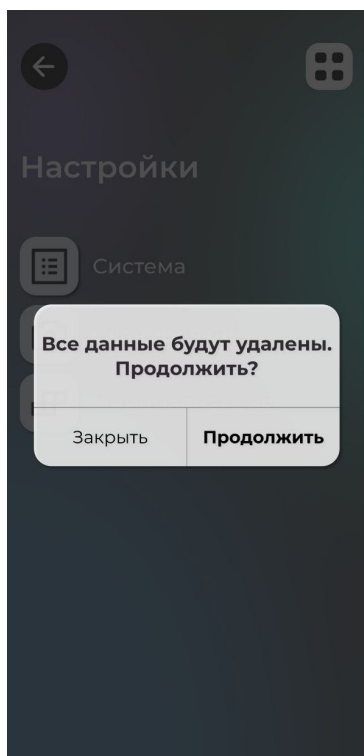 Настройки
Система
Все данные будут удалены.
Продолжить?
Закрыть
Продолжить